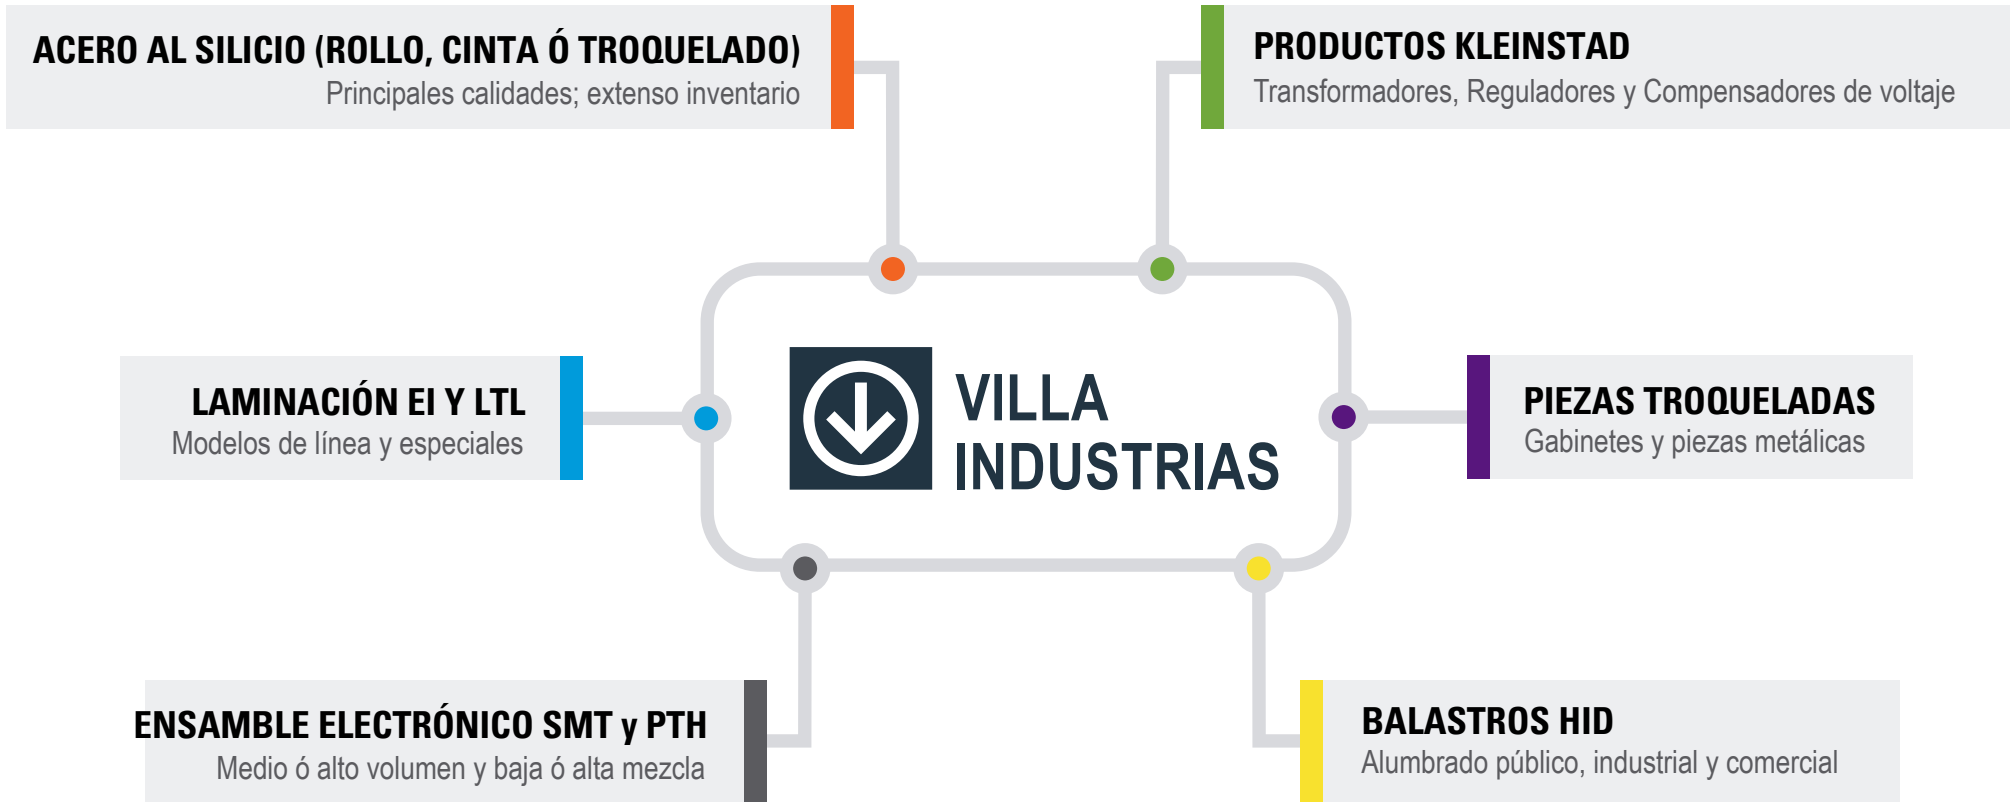 ACERO AL SILICIO (ROLLO, CINTA Ó TROQUELADO)
Principales calidades; extenso inventario
PRODUCTOS KLEINSTAD
Transformadores, Reguladores y Compensadores de voltaje
LAMINACIÓN EI Y LTL
Modelos de línea y especiales
VILLA
INDUSTRIAS
PIEZAS TROQUELADAS
Gabinetes y piezas metálicas
ENSAMBLE ELECTRÓNICO SMT y PTH
Medio ó alto volumen y baja ó alta mezcla
BALASTROS HID
Alumbrado público, industrial y comercial